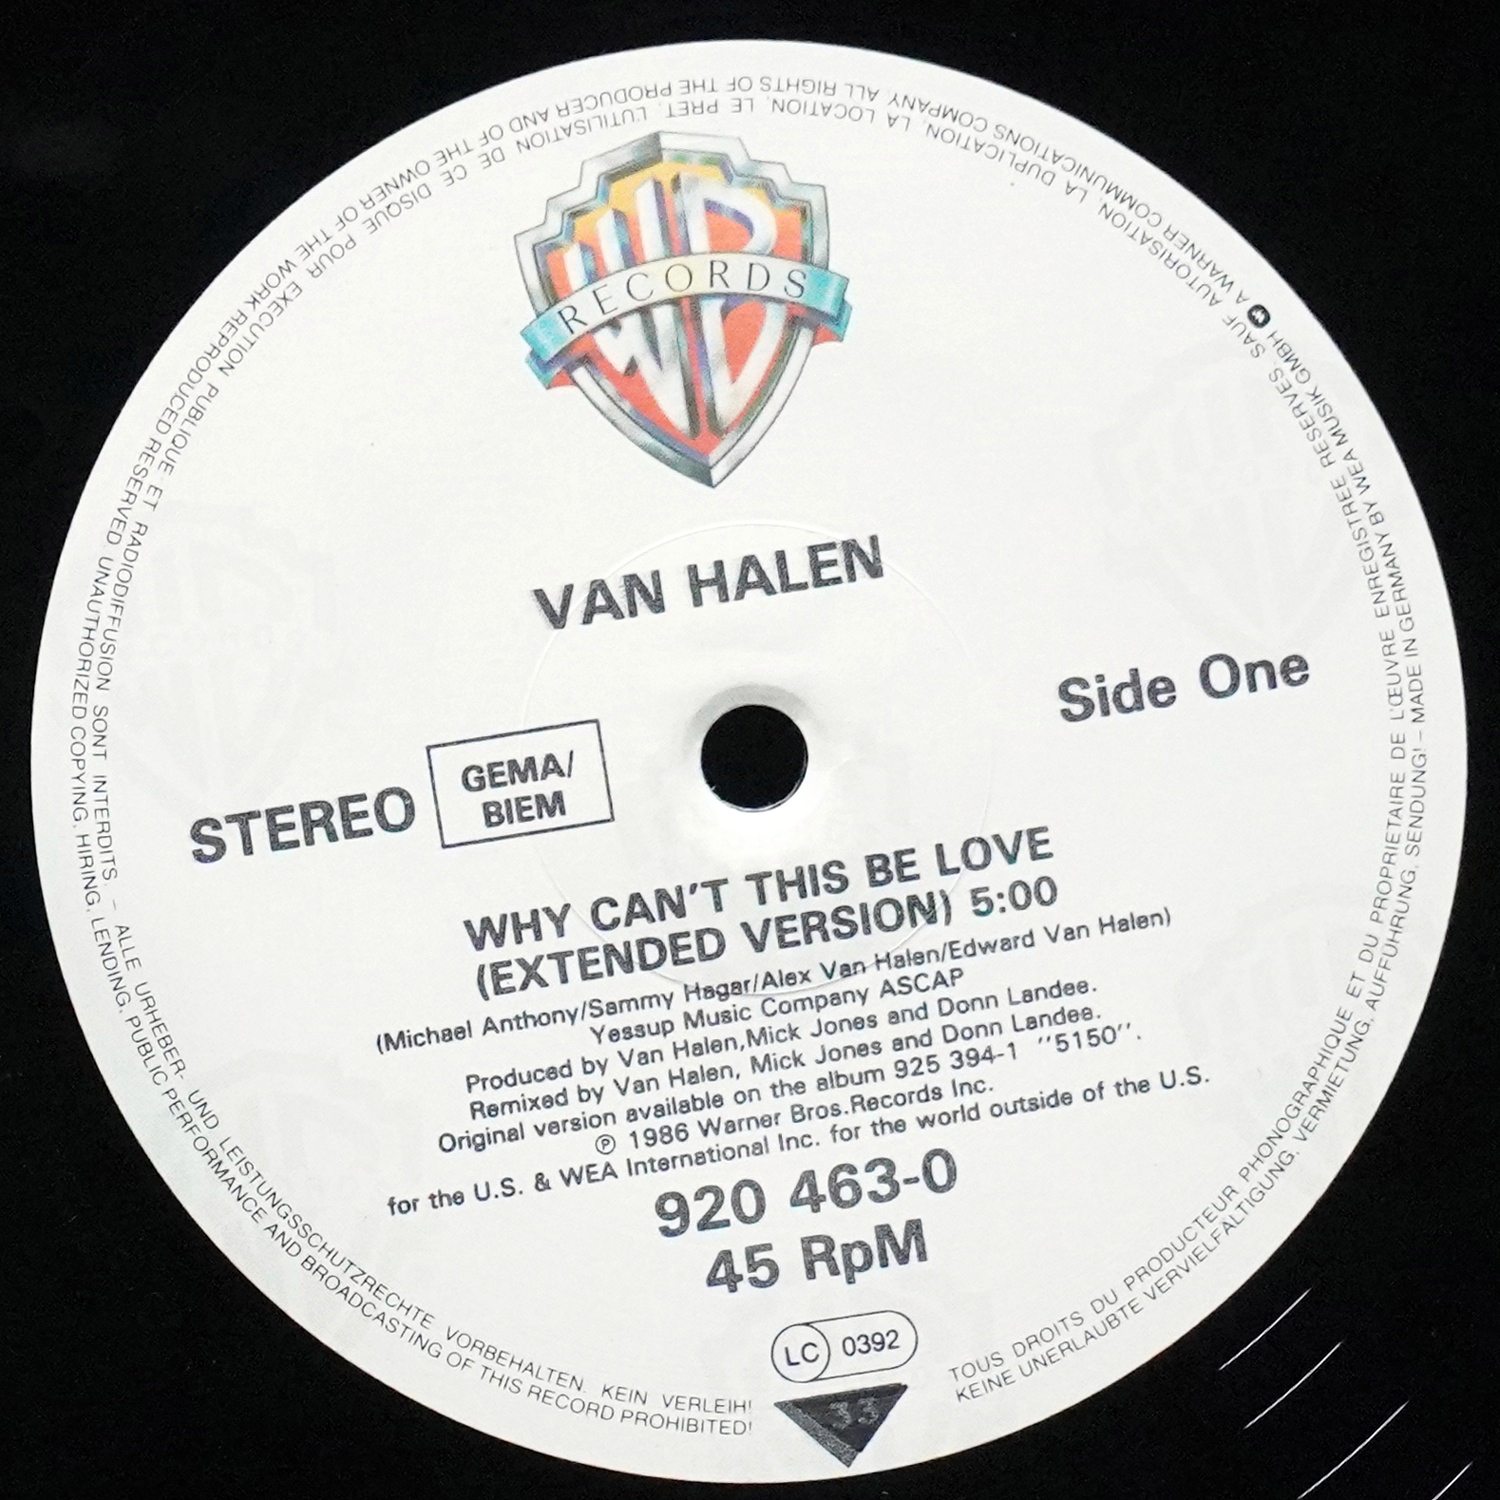 WB
RECORDS
VAN HALEN
Side One
STEREO
GEMA/
BIEM
WHY CAN'T THIS BE LOVE
(EXTENDED VERSION) 5:00
(Michael Anthony/Sammy Hagar/Alex Van Halen/Edward Van Halen)
Yessup Music Company ASCAP
Produced by Van Halen,Mick Jones and Donn Landee.
Remixed by Van Halen, Mick Jones and Donn Landee.
Original version available on the album 925 394-1 ''5150''.
℗ 1986 Warner Bros.Records Inc.
for the U.S. & WEA International Inc. for the world outside of the U.S.
920 463-0
45 RpM
LC 0392
33
TOUS DROITS DU PRODUCTEUR PHONOGRAPHIQUE ET DU PROPRIETAIRE DE L'ŒUVRE ENREGISTREE RESERVES. SAUF AUTORISATION, LA DUPLICATION, LA LOCATION, LE PRET, L'UTILISATION DE CE DISQUE POUR EXECUTION PUBLIQUE ET RADIODIFFUSION SONT INTERDITS. – ALLE URHEBER- UND LEISTUNGSSCHUTZRECHTE VORBEHALTEN. KEIN VERLEIH!
KEINE UNERLAUBTE VERVIELFÄLTIGUNG, VERMIETUNG, AUFFÜHRUNG, SENDUNG! – MADE IN GERMANY BY WEA MUSIK GMBH A WARNER COMMUNICATIONS COMPANY. ALL RIGHTS OF THE PRODUCER AND OF THE OWNER OF THE WORK REPRODUCED RESERVED. UNAUTHORIZED COPYING, HIRING, LENDING, PUBLIC PERFORMANCE AND BROADCASTING OF THIS RECORD PROHIBITED!